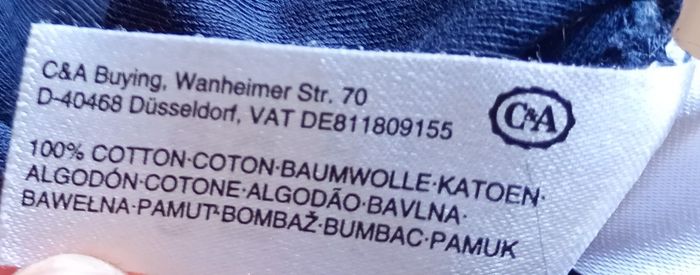 C&A Buying, Wanheimer Str. 70
D-40468 Düsseldorf, VAT DE811809155
C&A
100% COTTON·COTON·BAUMWOLLE·KATOEN·
ALGODÓN·COTONE·ALGODÃO·BAVLNA·
BAWEŁNA·PAMUT·BOMBAŽ·BUMBAC·PAMUK